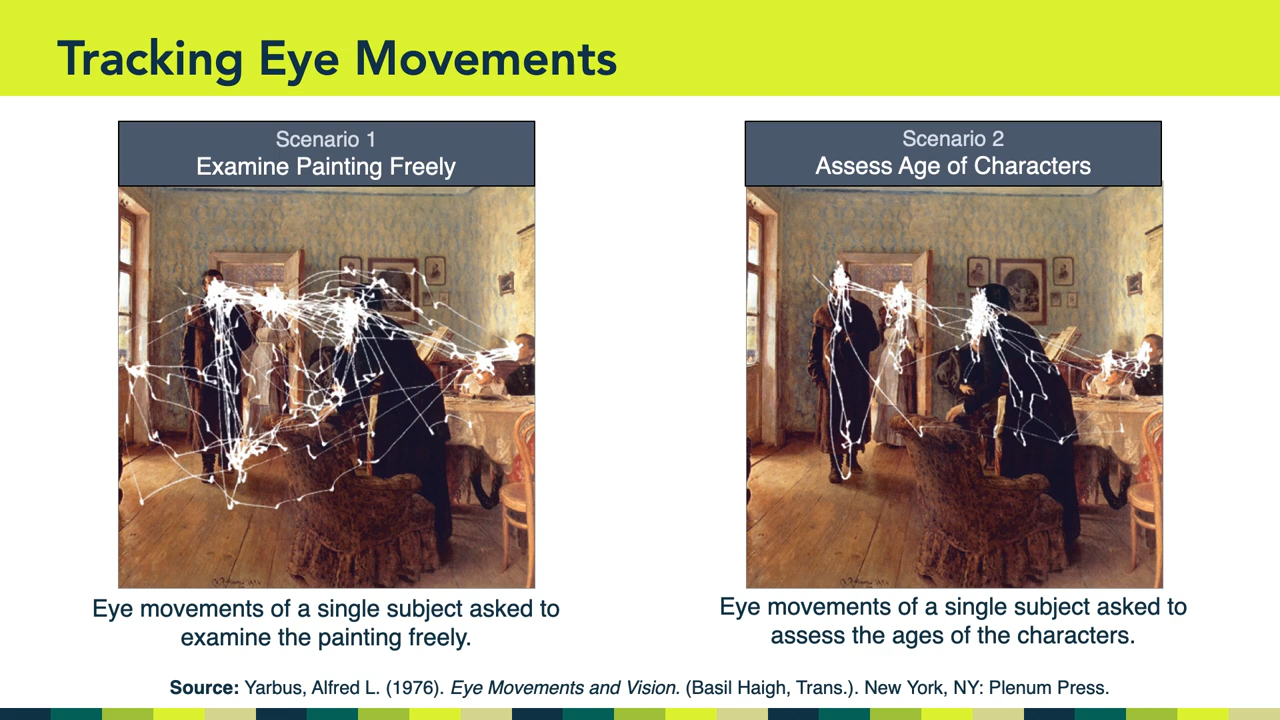 Tracking Eye Movements
Scenario 1
Examine Painting Freely
Scenario 2
Assess Age of Characters
Eye movements of a single subject asked to
examine the painting freely.
Eye movements of a single subject asked to
assess the ages of the characters.
Source: Yarbus, Alfred L. (1976). Eye Movements and Vision. (Basil Haigh, Trans.). New York, NY: Plenum Press.